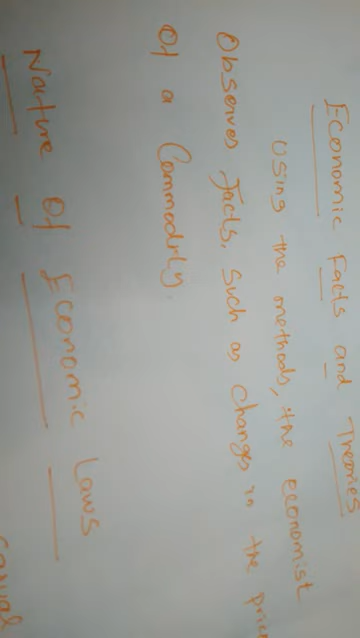 Economic Facts and Theories
Using the methods, the economist
Observes Facts, Such as changes in the price
Of a Commodity.
Nature Of Economic Laws